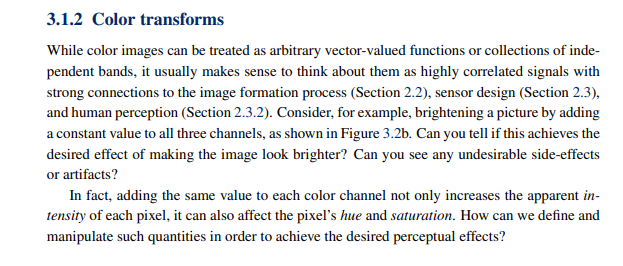 3.1.2 Color transforms
While color images can be treated as arbitrary vector-valued functions or collections of inde-
pendent bands, it usually makes sense to think about them as highly correlated signals with
strong connections to the image formation process (Section 2.2), sensor design (Section 2.3),
and human perception (Section 2.3.2). Consider, for example, brightening a picture by adding
a constant value to all three channels, as shown in Figure 3.2b. Can you tell if this achieves the
desired effect of making the image look brighter? Can you see any undesirable side-effects
or artifacts?
In fact, adding the same value to each color channel not only increases the apparent in-
tensity of each pixel, it can also affect the pixel's hue and saturation. How can we define and
manipulate such quantities in order to achieve the desired perceptual effects?